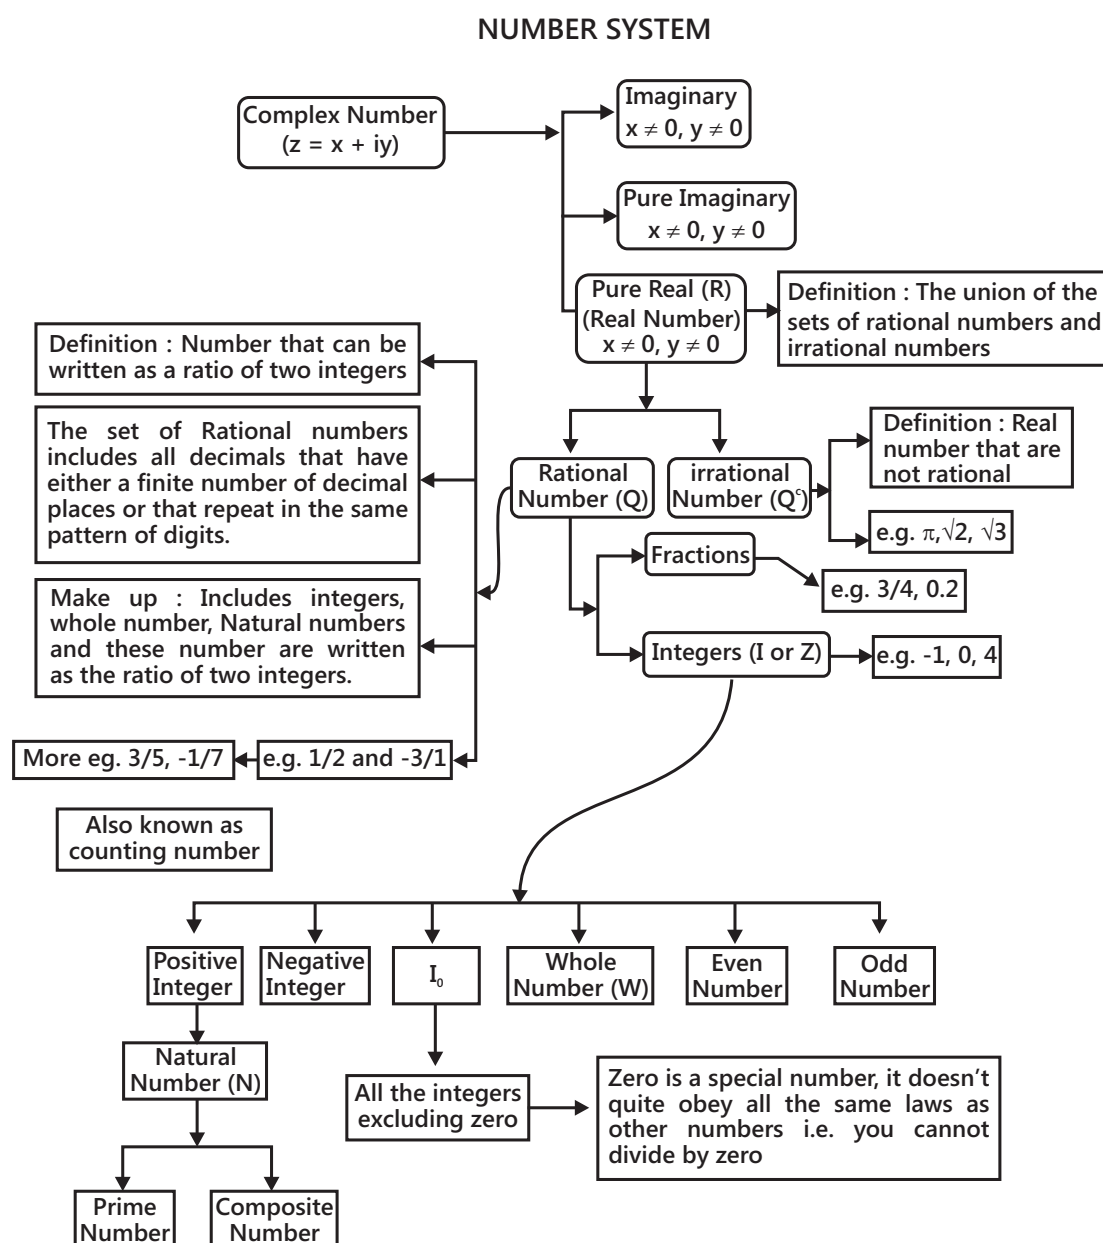 NUMBER SYSTEM
Complex Number
(z = x + iy)
Imaginary
x ≠ 0, y ≠ 0
Pure Imaginary
x ≠ 0, y ≠ 0
Pure Real (R)
(Real Number)
x ≠ 0, y ≠ 0
Definition : The union of the
sets of rational numbers and
irrational numbers
Definition : Number that can be
written as a ratio of two integers
The set of Rational numbers
includes all decimals that have
either a finite number of decimal
places or that repeat in the same
pattern of digits.
Make up : Includes integers,
whole number, Natural numbers
and these number are written
as the ratio of two integers.
Rational
Number (Q)
irrational
Number (Qᶜ)
Definition : Real
number that are
not rational
e.g. π,√2, √3
Fractions
e.g. 3/4, 0.2
Integers (I or Z)
e.g. -1, 0, 4
More eg. 3/5, -1/7
e.g. 1/2 and -3/1
Also known as
counting number
Positive
Integer
Negative
Integer
I₀
Whole
Number (W)
Even
Number
Odd
Number
Natural
Number (N)
All the integers
excluding zero
Zero is a special number, it doesn’t
quite obey all the same laws as
other numbers i.e. you cannot
divide by zero
Prime
Number
Composite
Number